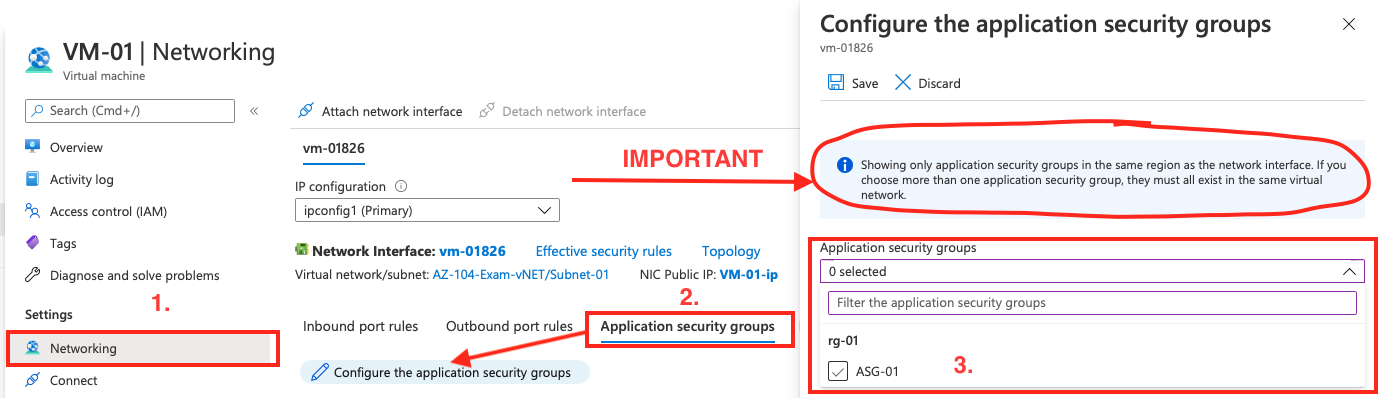 VM-01 | Networking
Virtual machine
Search (Cmd+/)
«
Overview
Activity log
Access control (IAM)
Tags
Diagnose and solve problems
1.
Settings
Networking
Connect
Attach network interface
Detach network interface
vm-01826
IP configuration
ipconfig1 (Primary)
Network Interface: vm-01826
Effective security rules
Topology
Virtual network/subnet: AZ-104-Exam-vNET/Subnet-01
NIC Public IP: VM-01-ip
2.
Inbound port rules
Outbound port rules
Application security groups
Configure the application security groups
IMPORTANT
Configure the application security groups
vm-01826
Save
Discard
Showing only application security groups in the same region as the network interface. If you
choose more than one application security group, they must all exist in the same virtual
network.
Application security groups
0 selected
Filter the application security groups
rg-01
ASG-01
3.